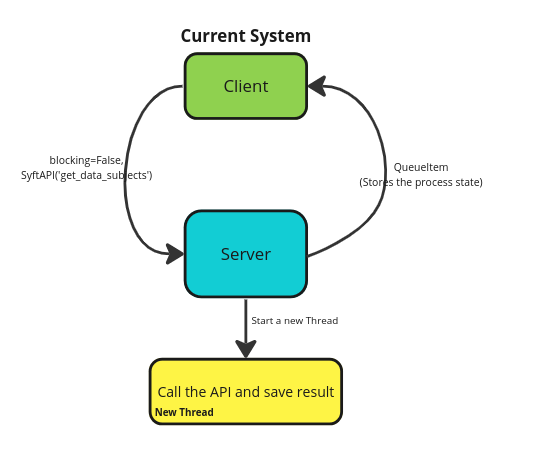 Current System
Client
blocking=False,
SyftAPI('get_data_subjects')
QueueItem
(Stores the process state)
Server
Start a new Thread
Call the API and save result
New Thread